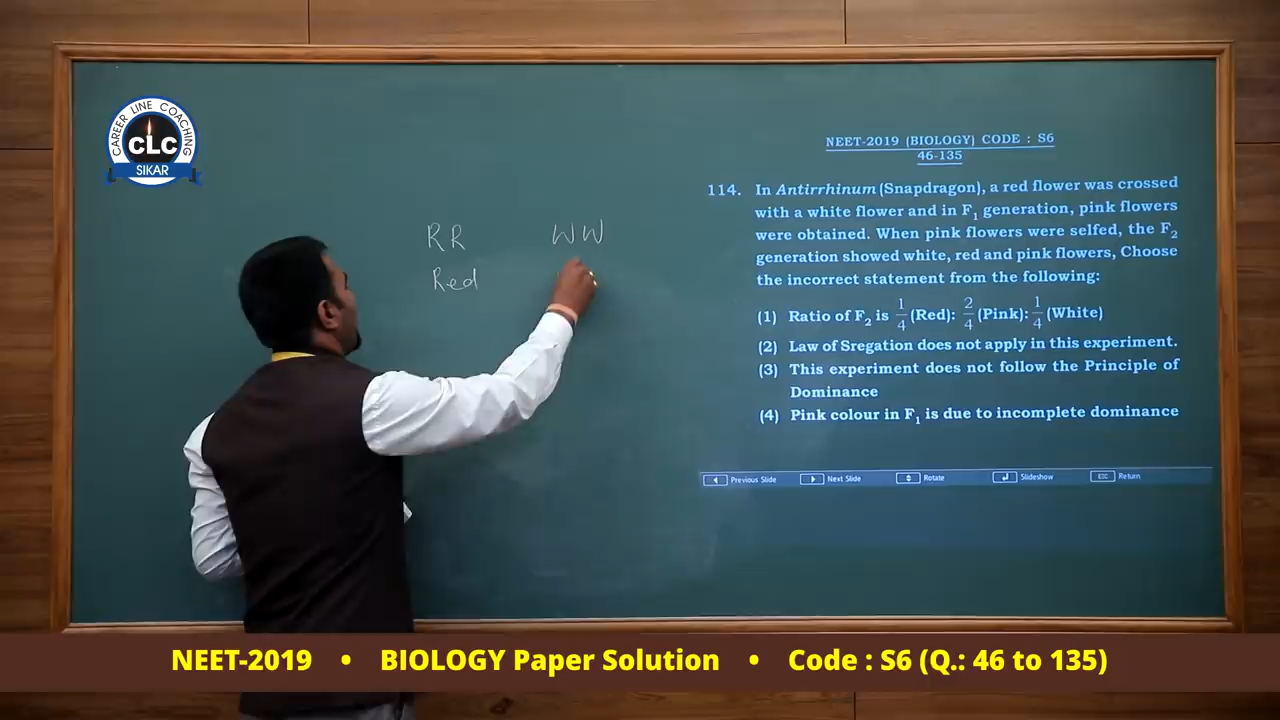 CAREER LINE COACHING
CLC
SIKAR
RR WW
Red
NEET-2019 (BIOLOGY) CODE : S6
46-135
114. In Antirrhinum (Snapdragon), a red flower was crossed
with a white flower and in F1 generation, pink flowers
were obtained. When pink flowers were selfed, the F2
generation showed white, red and pink flowers, Choose
the incorrect statement from the following:
(1) Ratio of F2 is 1/4 (Red): 2/4 (Pink): 1/4 (White)
(2) Law of Sregation does not apply in this experiment.
(3) This experiment does not follow the Principle of
Dominance
(4) Pink colour in F1 is due to incomplete dominance
Previous Slide Next Slide Rotate Slideshow ESC Return
NEET-2019 • BIOLOGY Paper Solution • Code : S6 (Q.: 46 to 135)